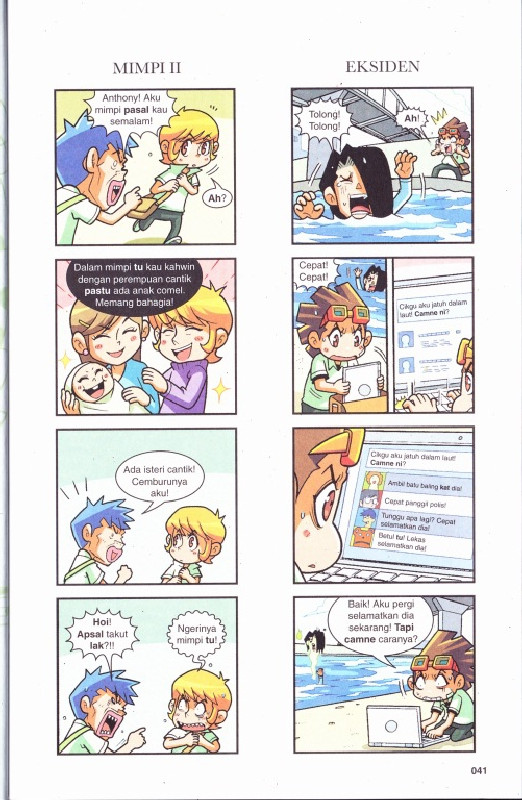 MIMPI II
Anthony! Aku
mimpi pasal kau
semalam!
Ah?
Dalam mimpi tu kau kahwin
dengan perempuan cantik
pastu ada anak comel.
Memang bahagia!
Ada isteri cantik!
Cemburunya
aku!
Hoi!
Apsal takut
lak?!!
Ngerinya
mimpi tu!
EKSIDEN
Tolong!
Tolong!
Ah!
Cepat!
Cepat!
Cikgu aku jatuh dalam
laut! Camne ni?
Cikgu aku jatuh dalam laut!
Camne ni?
Ambil batu baling kat dia!
Cepat panggil polis!
Tunggu apa lagi? Cepat
selamatkan dia!
Betul tu! Lekas
selamatkan dia!
Baik! Aku pergi
selamatkan dia
sekarang! Tapi
camne caranya?
041